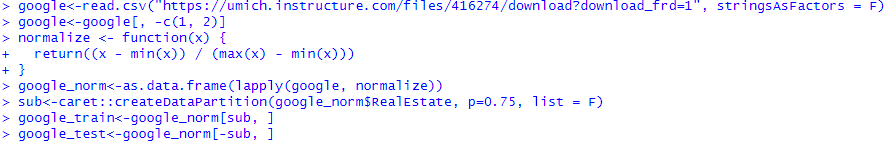 > google<-read.csv("https://umich.instructure.com/files/416274/download?download_frd=1", stringsAsFactors = F)
> google<-google[, -c(1, 2)]
> normalize <- function(x) {
+   return((x - min(x)) / (max(x) - min(x)))
+ }
> google_norm<-as.data.frame(lapply(google, normalize))
> sub<-caret::createDataPartition(google_norm$RealEstate, p=0.75, list = F)
> google_train<-google_norm[sub, ]
> google_test<-google_norm[-sub, ]